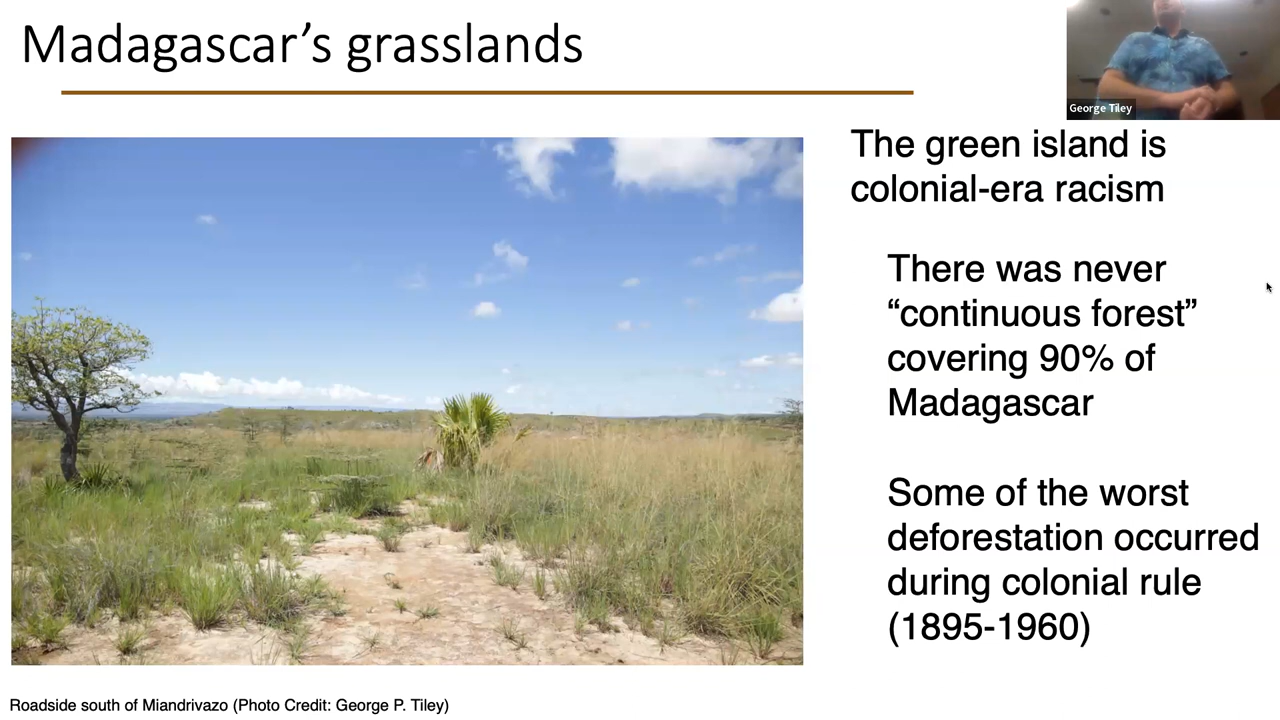 Madagascar’s grasslands
George Tiley
The green island is
colonial-era racism
There was never
“continuous forest”
covering 90% of
Madagascar
Some of the worst
deforestation occurred
during colonial rule
(1895-1960)
Roadside south of Miandrivazo (Photo Credit: George P. Tiley)